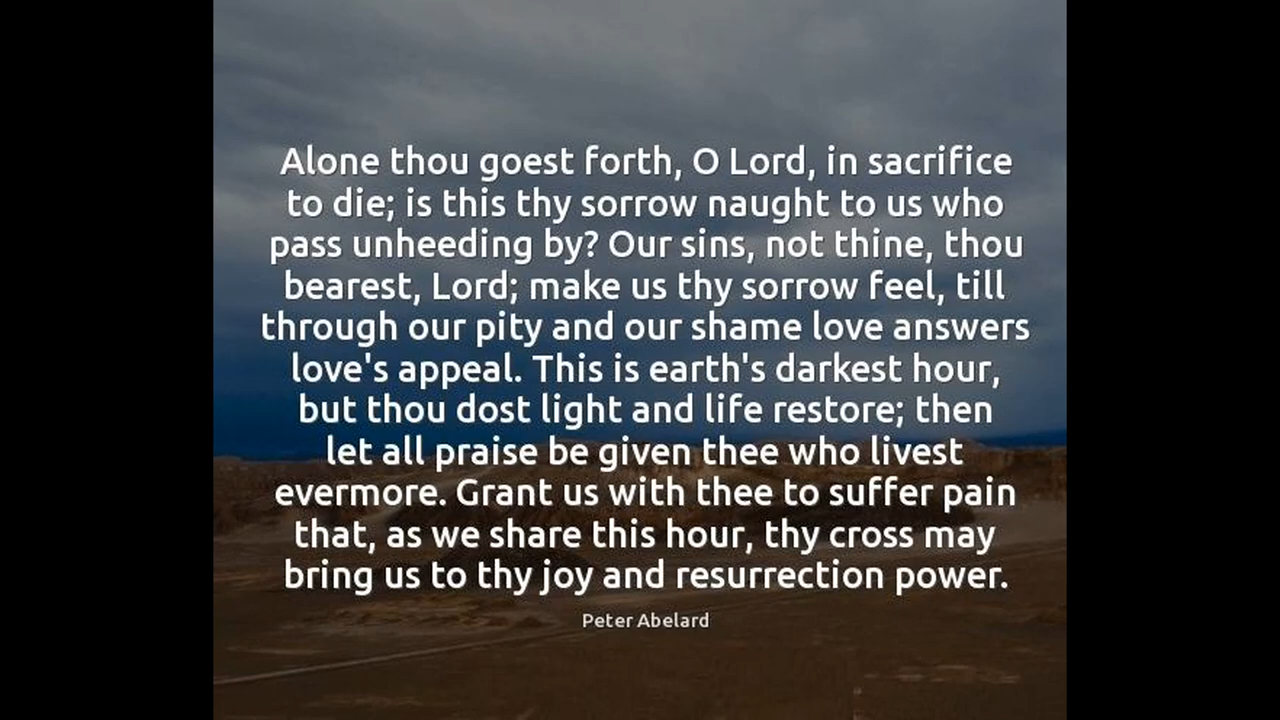 Alone thou goest forth, O Lord, in sacrifice
to die; is this thy sorrow naught to us who
pass unheeding by? Our sins, not thine, thou
bearest, Lord; make us thy sorrow feel, till
through our pity and our shame love answers
love's appeal. This is earth's darkest hour,
but thou dost light and life restore; then
let all praise be given thee who livest
evermore. Grant us with thee to suffer pain
that, as we share this hour, thy cross may
bring us to thy joy and resurrection power.
Peter Abelard